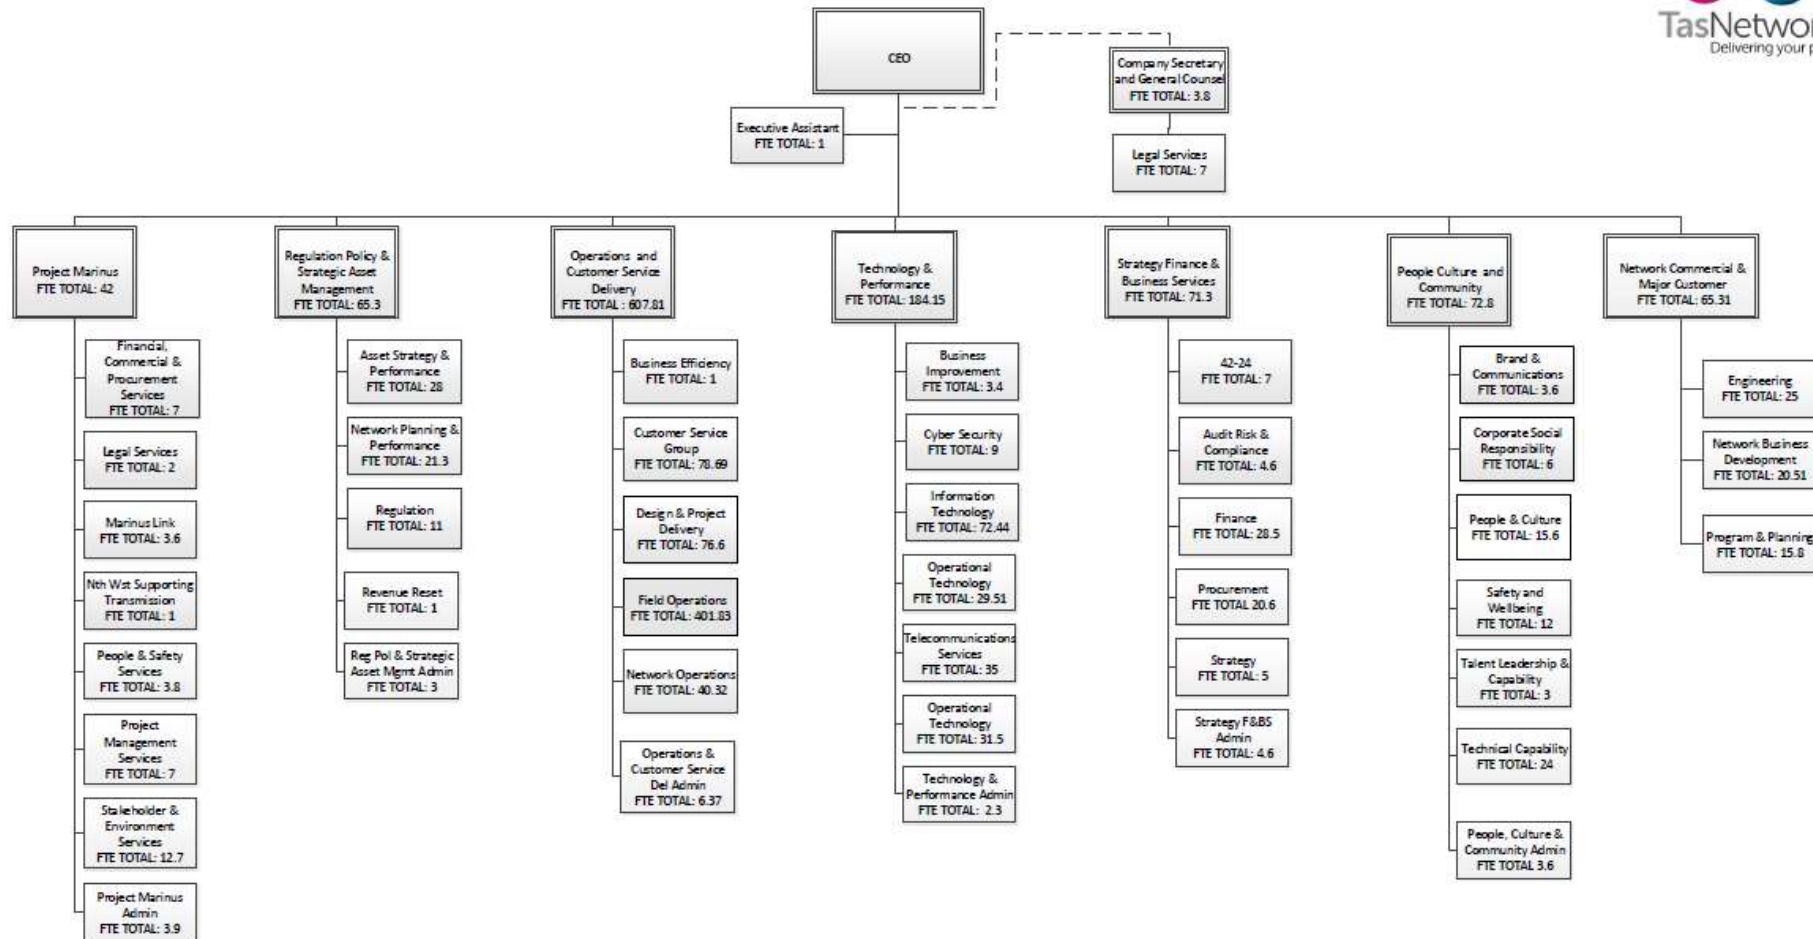 TasNetwor
Delivering your p
CEO
Company Secretary
and General Counsel
FTE TOTAL: 3.8
Executive Assistant
FTE TOTAL: 1
Legal Services
FTE TOTAL: 7
Project Marinus
FTE TOTAL: 42
Financial,
Commercial &
Procurement
Services
FTE TOTAL: 7
Legal Services
FTE TOTAL: 2
Marinus Link
FTE TOTAL: 3.6
Nth Wst Supporting
Transmission
FTE TOTAL: 1
People & Safety
Services
FTE TOTAL: 3.8
Project
Management
Services
FTE TOTAL: 7
Stakeholder &
Environment
Services
FTE TOTAL: 12.7
Project Marinus
Admin
FTE TOTAL: 3.9
Regulation Policy &
Strategic Asset
Management
FTE TOTAL: 65.3
Asset Strategy &
Performance
FTE TOTAL: 28
Network Planning &
Performance
FTE TOTAL: 21.3
Regulation
FTE TOTAL: 11
Revenue Reset
FTE TOTAL: 1
Reg Pol & Strategic
Asset Mgmt Admin
FTE TOTAL: 3
Operations and
Customer Service
Delivery
FTE TOTAL : 607.81
Business Efficiency
FTE TOTAL: 1
Customer Service
Group
FTE TOTAL: 78.69
Design & Project
Delivery
FTE TOTAL: 76.6
Field Operations
FTE TOTAL: 401.83
Network Operations
FTE TOTAL: 40.32
Operations &
Customer Service
Del Admin
FTE TOTAL: 6.37
Technology &
Performance
FTE TOTAL: 184.15
Business
Improvement
FTE TOTAL: 3.4
Cyber Security
FTE TOTAL: 9
Information
Technology
FTE TOTAL: 72.44
Operational
Technology
FTE TOTAL: 29.51
Telecommunications
Services
FTE TOTAL: 35
Operational
Technology
FTE TOTAL: 31.5
Technology &
Performance Admin
FTE TOTAL: 2.3
Strategy Finance &
Business Services
FTE TOTAL: 71.3
42-24
FTE TOTAL: 7
Audit Risk &
Compliance
FTE TOTAL: 4.6
Finance
FTE TOTAL: 28.5
Procurement
FTE TOTAL 20.6
Strategy
FTE TOTAL: 5
Strategy F&BS
Admin
FTE TOTAL: 4.6
People Culture and
Community
FTE TOTAL: 72.8
Brand &
Communications
FTE TOTAL: 3.6
Corporate Social
Responsibility
FTE TOTAL: 6
People & Culture
FTE TOTAL: 15.6
Safety and
Wellbeing
FTE TOTAL: 12
Talent Leadership &
Capability
FTE TOTAL: 3
Technical Capability
FTE TOTAL: 24
People, Culture &
Community Admin
FTE TOTAL 3.6
Network Commercial &
Major Customer
FTE TOTAL: 65.31
Engineering
FTE TOTAL: 25
Network Business
Development
FTE TOTAL: 20.51
Program & Planning
FTE TOTAL: 15.8